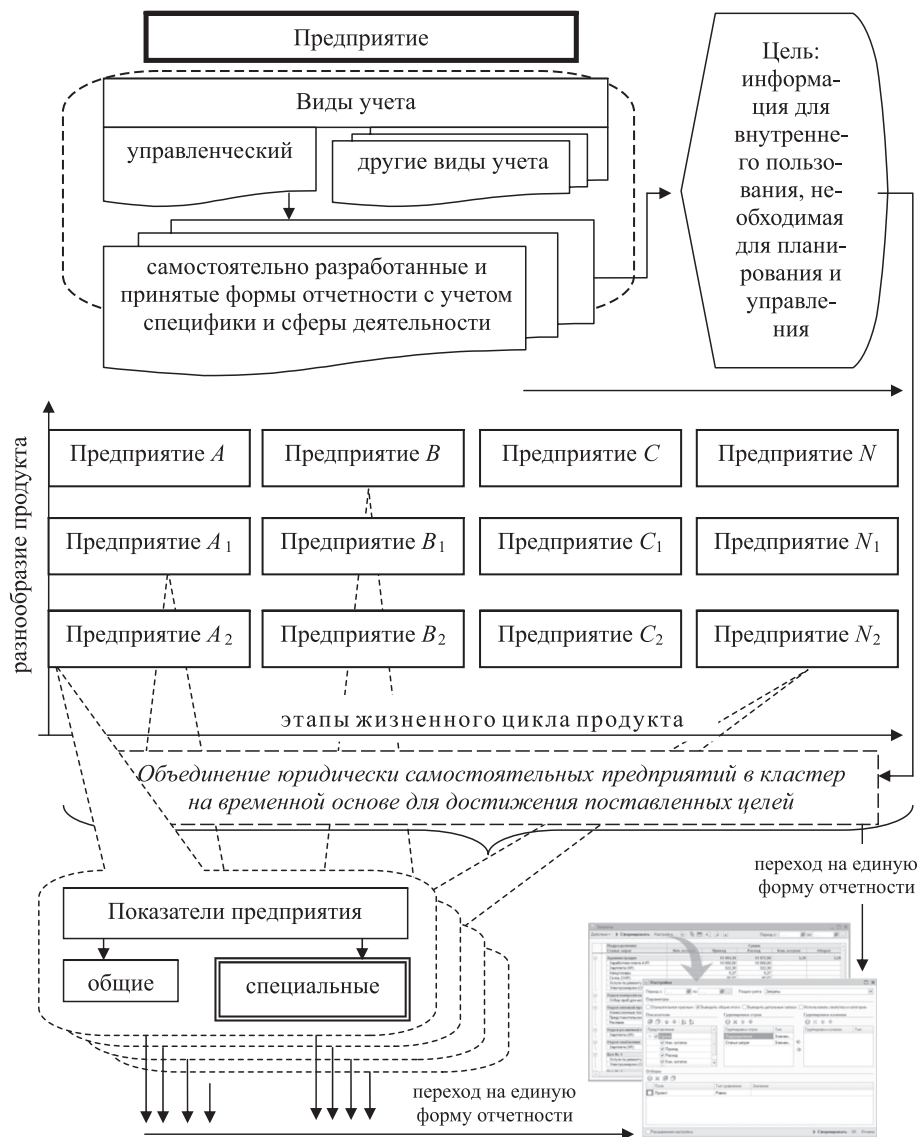 Предприятие
Виды учета
управленческий
другие виды учета
самостоятельно разработанные и
принятые формы отчетности с учетом
специфики и сферы деятельности
Цель:
информа-
ция для
внутренне-
го пользо-
вания, не-
обходимая
для плани-
рования и
управле-
ния
разнообразие продукта
Предприятие A
Предприятие B
Предприятие C
Предприятие N
Предприятие A1
Предприятие B1
Предприятие C1
Предприятие N1
Предприятие A2
Предприятие B2
Предприятие C2
Предприятие N2
этапы жизненного цикла продукта
Объединение юридически самостоятельных предприятий в кластер
на временной основе для достижения поставленных целей
переход на единую
форму отчетности
Показатели предприятия
общие
специальные
переход на единую
форму отчетности